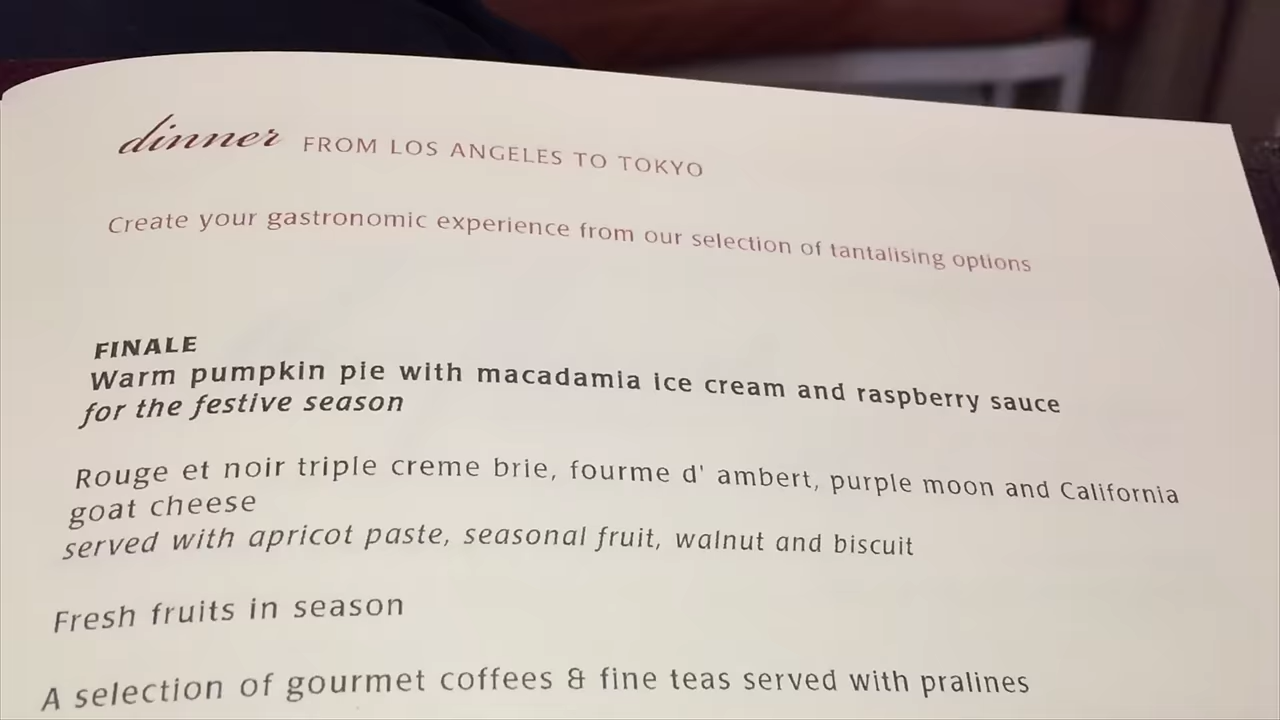 dinner FROM LOS ANGELES TO TOKYO
Create your gastronomic experience from our selection of tantalising options
FINALE
Warm pumpkin pie with macadamia ice cream and raspberry sauce
for the festive season
Rouge et noir triple creme brie, fourme d' ambert, purple moon and California
goat cheese
served with apricot paste, seasonal fruit, walnut and biscuit
Fresh fruits in season
A selection of gourmet coffees & fine teas served with pralines